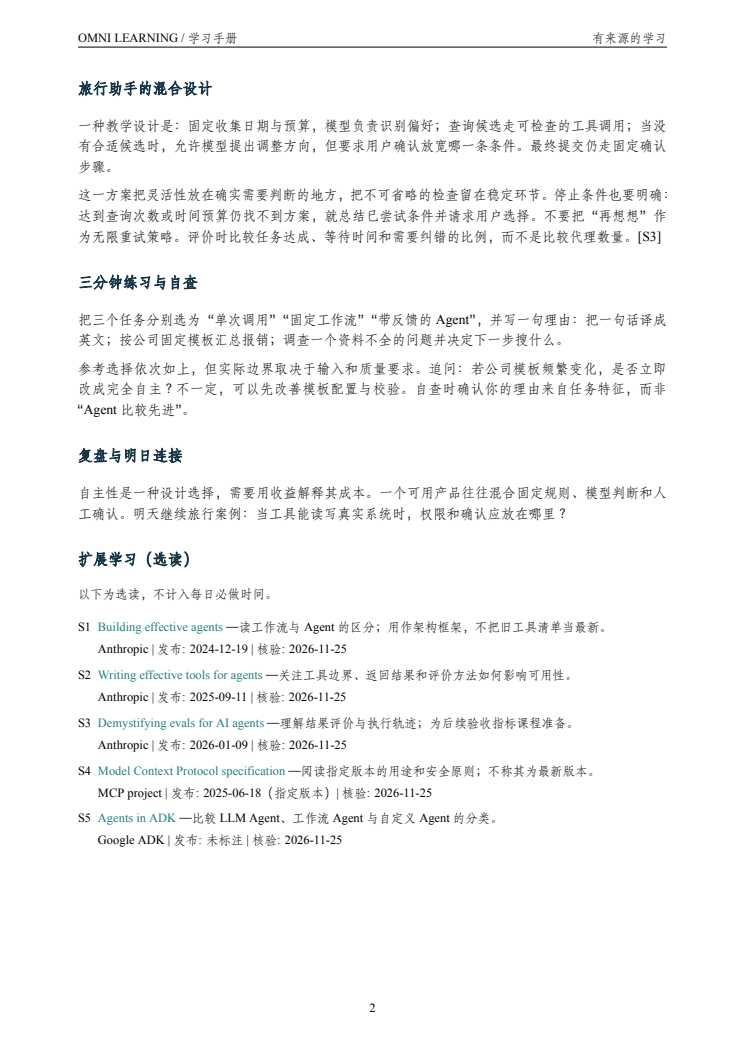 OMNI LEARNING / 学习手册 有来源的学习
旅行助手的混合设计
一种教学设计是：固定收集日期与预算，模型负责识别偏好；查询候选走可检查的工具调用；当没
有合适候选时，允许模型提出调整方向，但要求用户确认放宽哪一条条件。最终提交仍走固定确认
步骤。
这一方案把灵活性放在确实需要判断的地方，把不可省略的检查留在稳定环节。停止条件也要明确：
达到查询次数或时间预算仍找不到方案，就总结已尝试条件并请求用户选择。不要把“再想想”作
为无限重试策略。评价时比较任务达成、等待时间和需要纠错的比例，而不是比较代理数量。[S3]
三分钟练习与自查
把三个任务分别选为“单次调用”“固定工作流”“带反馈的 Agent”，并写一句理由：把一句话译成
英文；按公司固定模板汇总报销；调查一个资料不全的问题并决定下一步搜什么。
参考选择依次如上，但实际边界取决于输入和质量要求。追问：若公司模板频繁变化，是否立即
改成完全自主？不一定，可以先改善模板配置与校验。自查时确认你的理由来自任务特征，而非
“Agent 比较先进”。
复盘与明日连接
自主性是一种设计选择，需要用收益解释其成本。一个可用产品往往混合固定规则、模型判断和人
工确认。明天继续旅行案例：当工具能读写真实系统时，权限和确认应放在哪里？
扩展学习（选读）
以下为选读，不计入每日必做时间。
S1 Building effective agents —读工作流与 Agent 的区分；用作架构框架，不把旧工具清单当最新。
Anthropic | 发布: 2024-12-19 | 核验: 2026-11-25
S2 Writing effective tools for agents —关注工具边界、返回结果和评价方法如何影响可用性。
Anthropic | 发布: 2025-09-11 | 核验: 2026-11-25
S3 Demystifying evals for AI agents —理解结果评价与执行轨迹；为后续验收指标课程准备。
Anthropic | 发布: 2026-01-09 | 核验: 2026-11-25
S4 Model Context Protocol specification —阅读指定版本的用途和安全原则；不称其为最新版本。
MCP project | 发布: 2025-06-18（指定版本）| 核验: 2026-11-25
S5 Agents in ADK —比较 LLM Agent、工作流 Agent 与自定义 Agent 的分类。
Google ADK | 发布: 未标注 | 核验: 2026-11-25
2